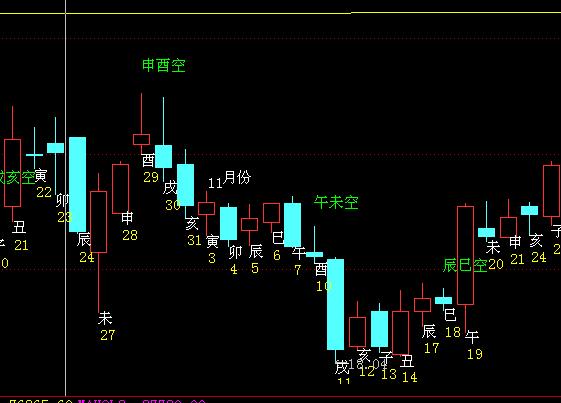 申酉空
戌亥空
午未空
辰巳空
11月份
丑
21
寅
22
卯
23
辰
24
未
27
申
28
酉
29
戌
30
亥
31
寅
3
卯
4
辰
5
巳
6
午
7
酉
10
戌
11
亥
12
子
13
丑
14
辰
17
巳
18
午
19
未
20
申
21
亥
24
子
2
0